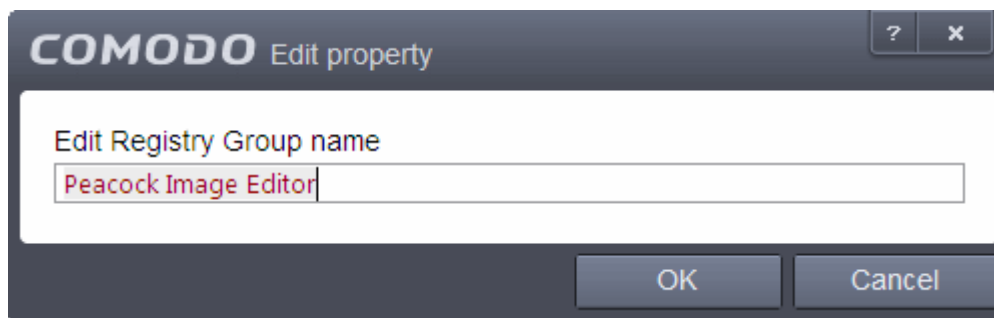 COMODO Edit property
? ×
Edit Registry Group name
Peacock Image Editor
OK Cancel